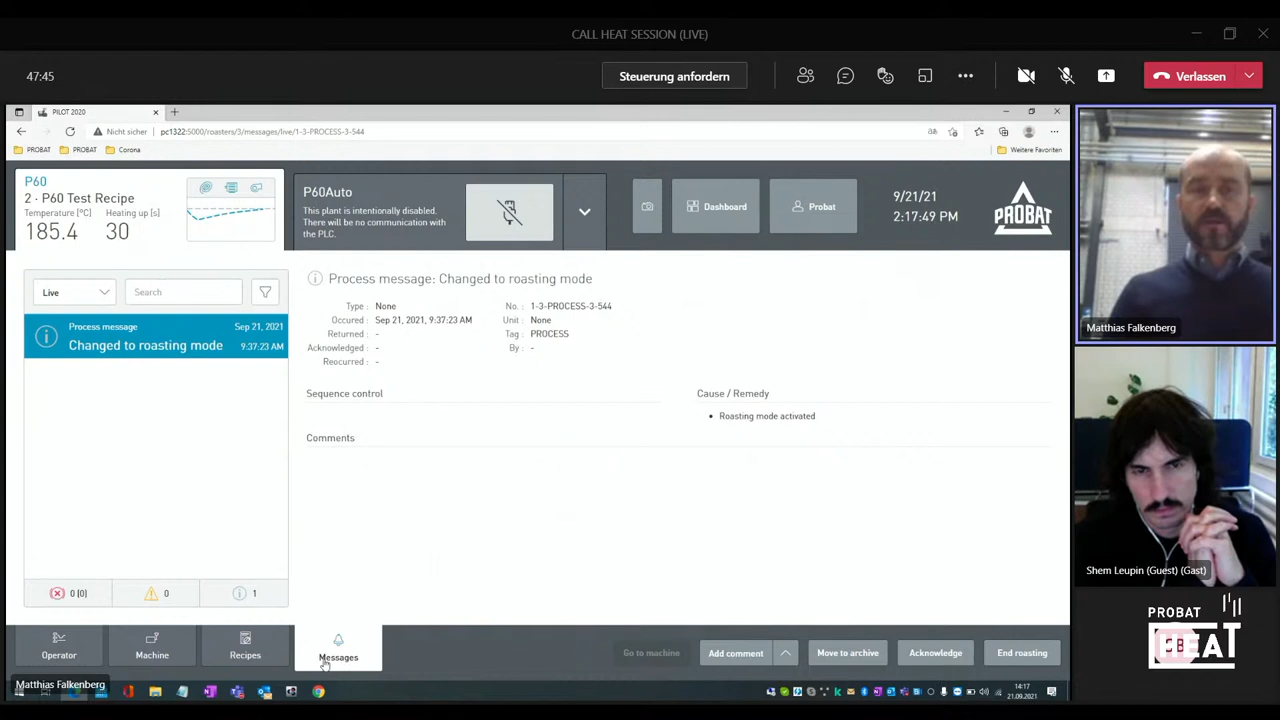 CALL HEAT SESSION (LIVE)
47:45
Steuerung anfordern
Verlassen
PILOT 2020
Nicht sicher
pc1322:5000/roasters/3/messages/live/1-3-PROCESS-3-544
PROBAT
PROBAT
Corona
Weitere Favoriten
P60
2 · P60 Test Recipe
Temperature [°C]
Heating up [s]
185.4
30
P60Auto
This plant is intentionally disabled.
There will be no communication with
the PLC.
Dashboard
Probat
9/21/21
2:17:49 PM
PROBAT
Live
Search
Process message
Sep 21, 2021
Changed to roasting mode
9:37:23 AM
0 [0]
0
1
Process message: Changed to roasting mode
Type : None
No. : 1-3-PROCESS-3-544
Occured : Sep 21, 2021, 9:37:23 AM
Unit : None
Returned : -
Tag : PROCESS
Acknowledged : -
By : -
Reocurred : -
Sequence control
Cause / Remedy
• Roasting mode activated
Comments
Operator
Machine
Recipes
Messages
Go to machine
Add comment
Move to archive
Acknowledge
End roasting
Matthias Falkenberg
14:17
21.09.2021
Matthias Falkenberg
Shem Leupin (Guest) (Gast)
PROBAT
HEAT